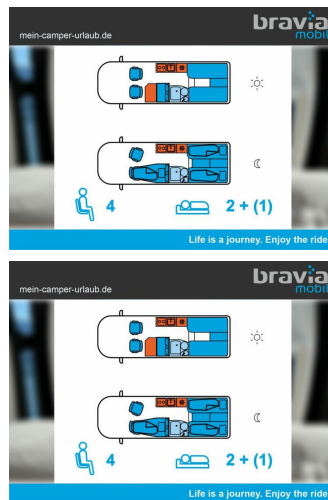 bravia
mobil
mein-camper-urlaub.de
4
2 + (1)
Life is a journey. Enjoy the ride
bravia
mobil
mein-camper-urlaub.de
4
2 + (1)
Life is a journey. Enjoy the ride